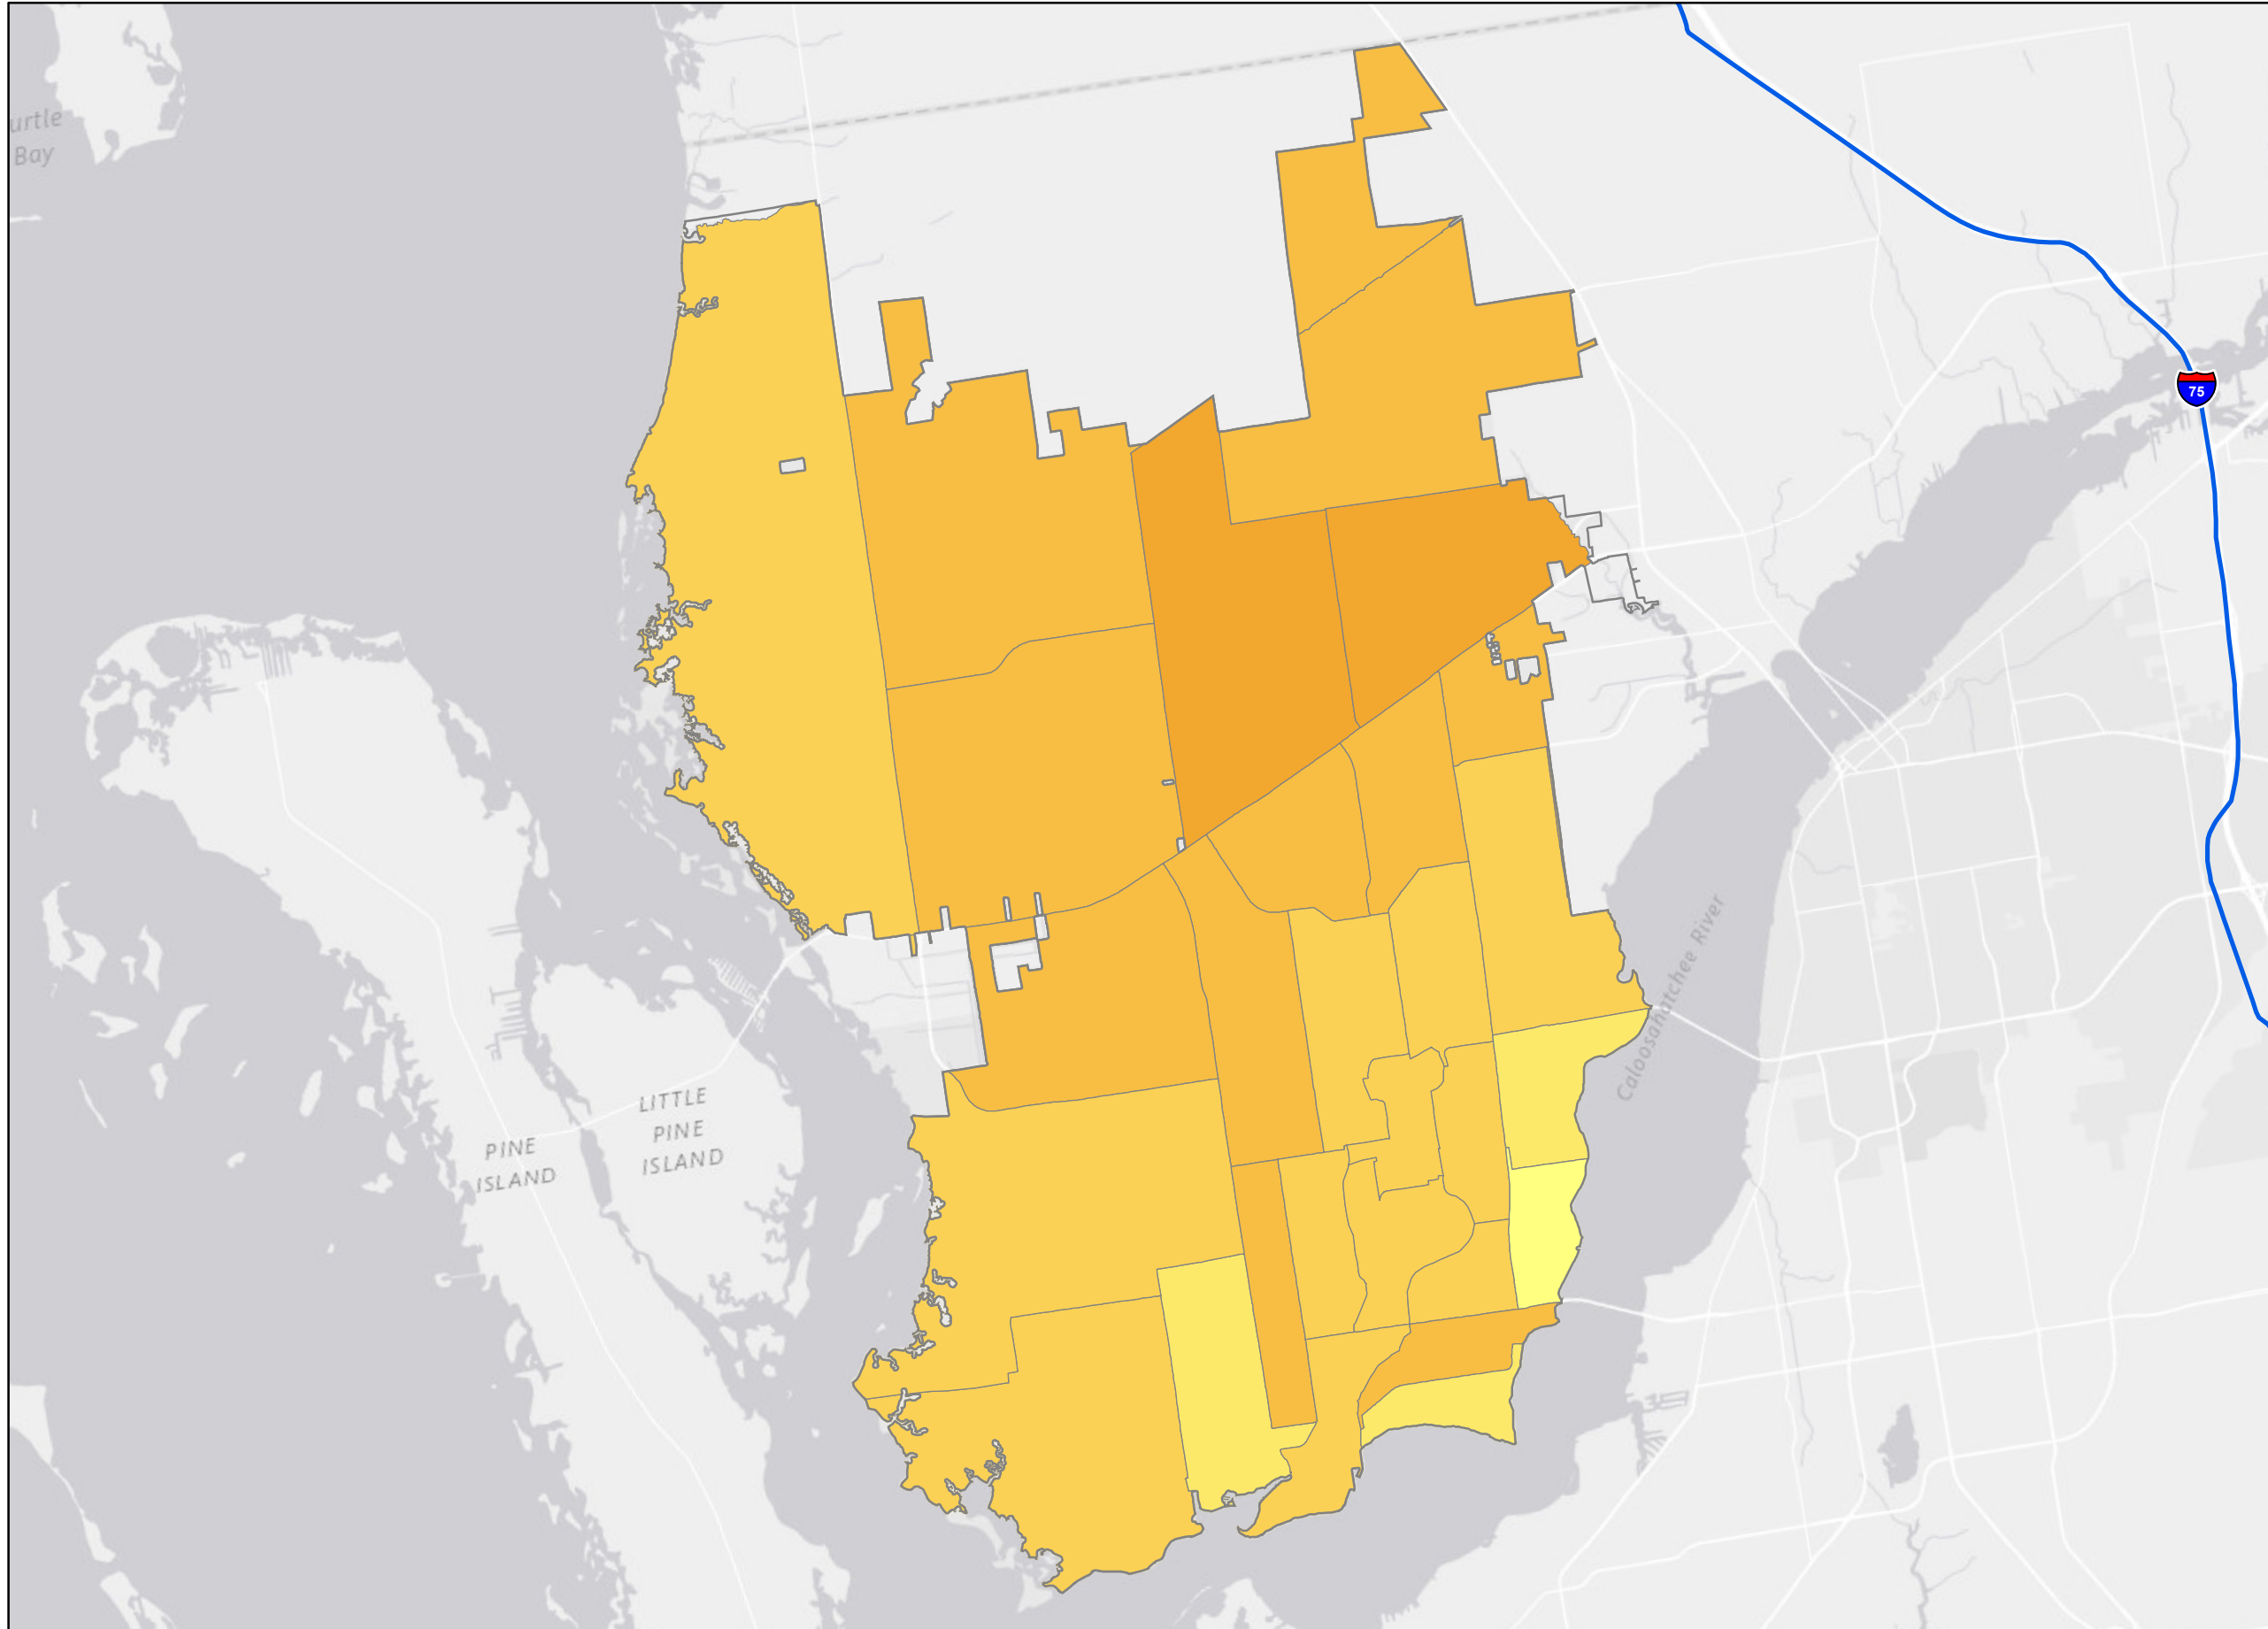 urtle
Bay
75
Caloosahatchee River
LITTLE
PINE
ISLAND
PINE
ISLAND